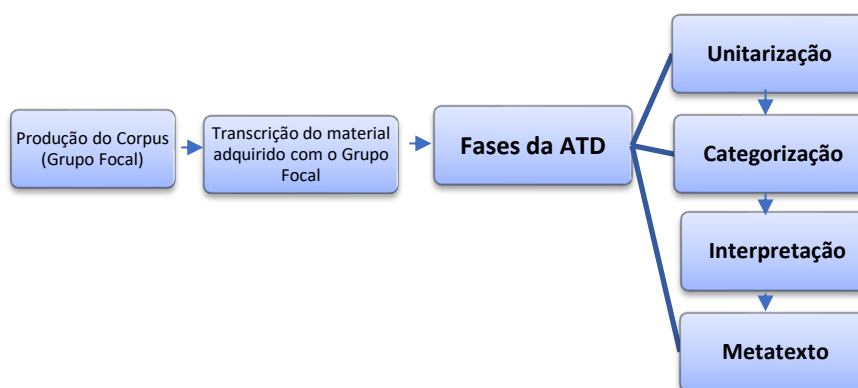 Produção do Corpus
(Grupo Focal)
Transcrição do material
adquirido com o Grupo
Focal
Fases da ATD
Unitarização
Categorização
Interpretação
Metatexto